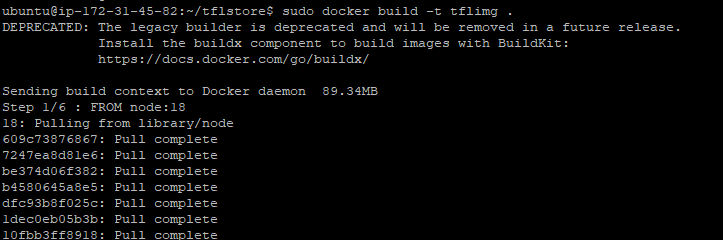 ubuntu@ip-172-31-45-82:~/tflstore$ sudo docker build -t tflimg .
DEPRECATED: The legacy builder is deprecated and will be removed in a future release.
            Install the buildx component to build images with BuildKit:
            https://docs.docker.com/go/buildx/

Sending build context to Docker daemon  89.34MB
Step 1/6 : FROM node:18
18: Pulling from library/node
609c73876867: Pull complete
7247ea8d81e6: Pull complete
be374d06f382: Pull complete
b4580645a8e5: Pull complete
dfc93b8f025c: Pull complete
1dec0eb05b3b: Pull complete
10fbb3ff8918: Pull complete